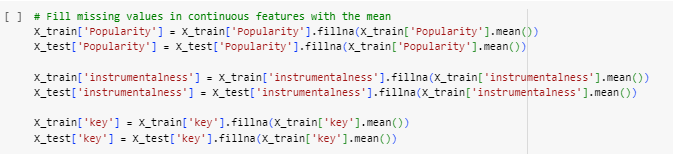 [ ] # Fill missing values in continuous features with the mean
X_train['Popularity'] = X_train['Popularity'].fillna(X_train['Popularity'].mean())
X_test['Popularity'] = X_test['Popularity'].fillna(X_train['Popularity'].mean())
X_train['instrumentalness'] = X_train['instrumentalness'].fillna(X_train['instrumentalness'].mean())
X_test['instrumentalness'] = X_test['instrumentalness'].fillna(X_train['instrumentalness'].mean())
X_train['key'] = X_train['key'].fillna(X_train['key'].mean())
X_test['key'] = X_test['key'].fillna(X_train['key'].mean())